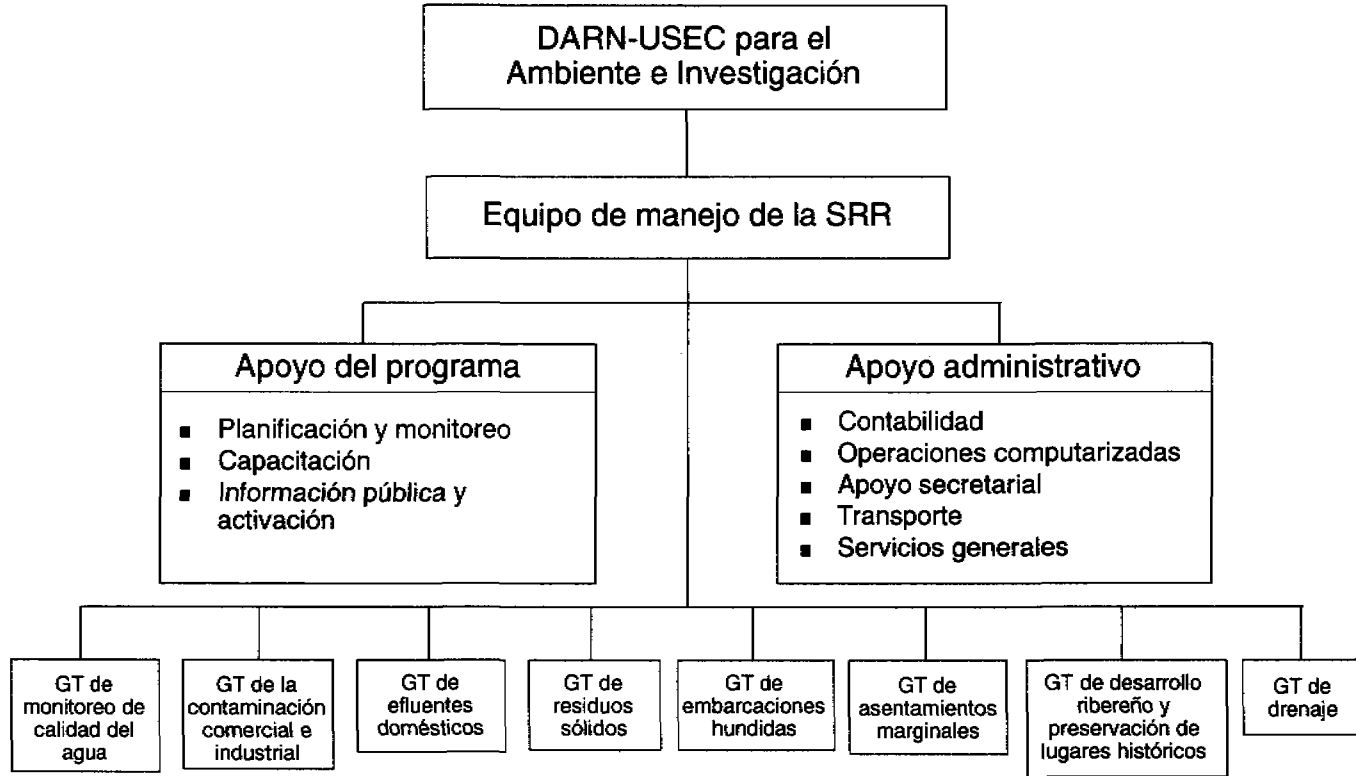 DARN-USEC para el
Ambiente e Investigación
Equipo de manejo de la SRR
Apoyo del programa
■ Planificación y monitoreo
■ Capacitación
■ Información pública y
activación
Apoyo administrativo
■ Contabilidad
■ Operaciones computarizadas
■ Apoyo secretarial
■ Transporte
■ Servicios generales
GT de
monitoreo de
calidad del
agua
GT de la
contaminación
comercial e
industrial
GT de
efluentes
domésticos
GT de
residuos
sólidos
GT de
embarcaciones
hundidas
GT de
asentamientos
marginales
GT de desarrollo
ribereño y
preservación de
lugares históricos
GT de
drenaje